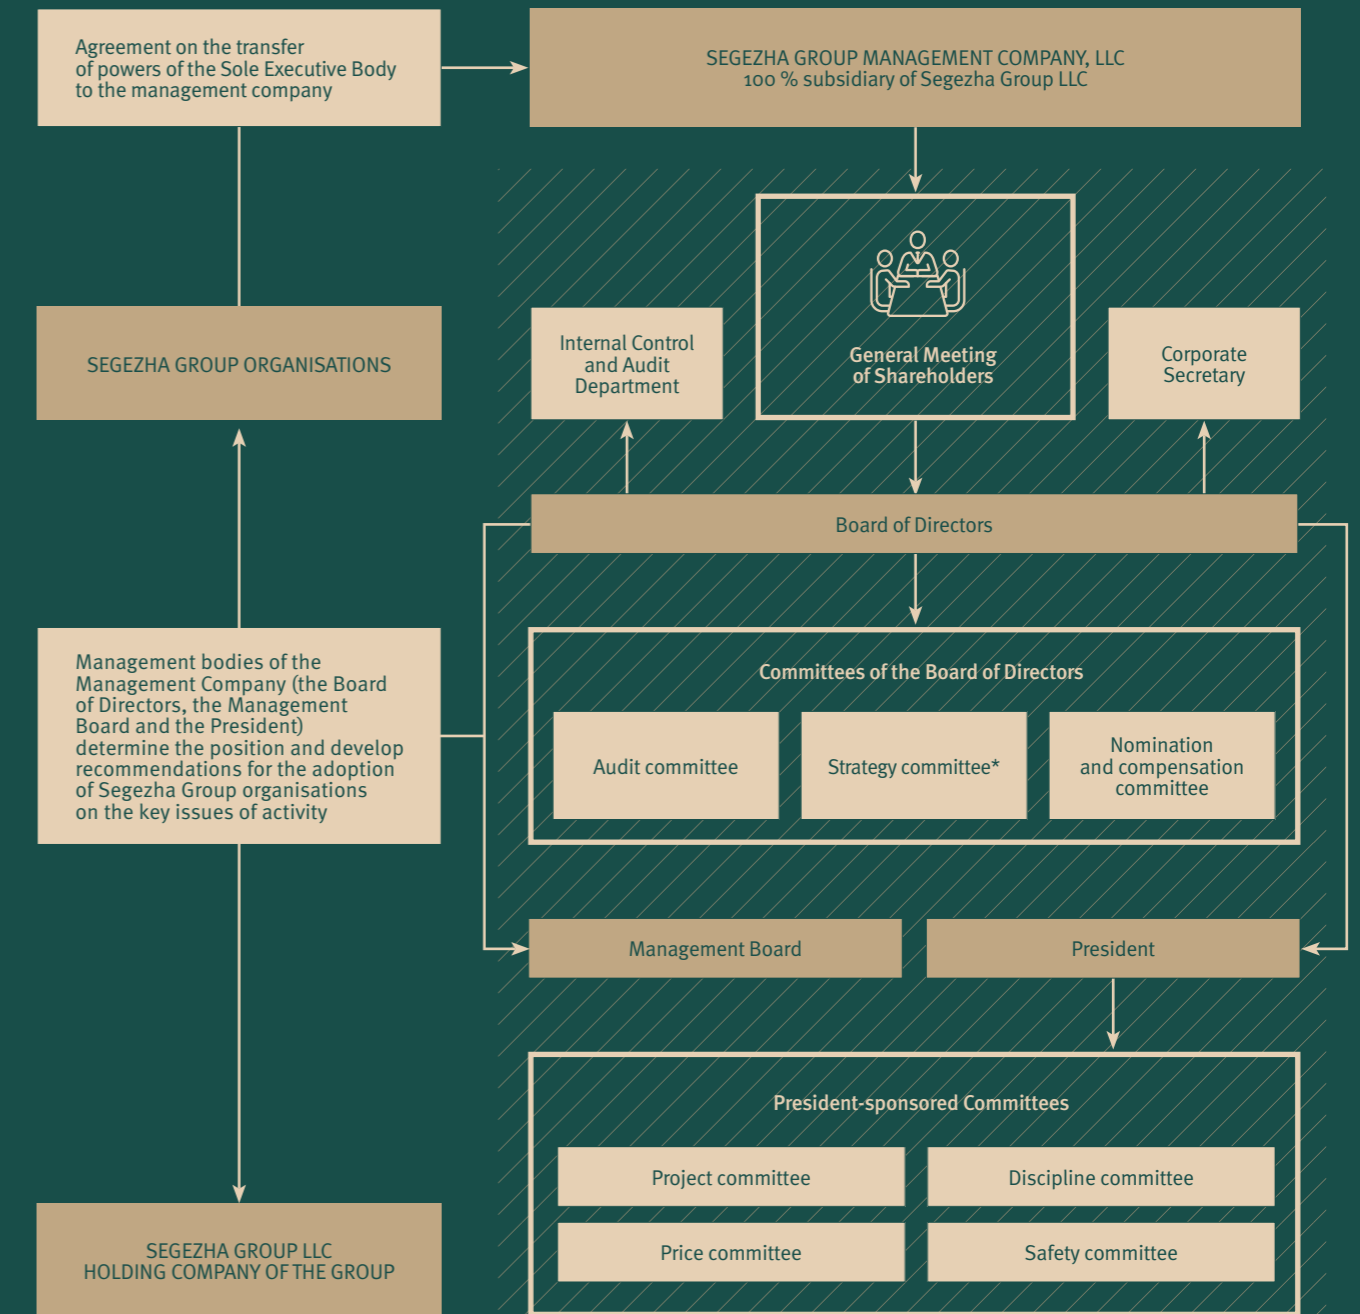 Agreement on the transfer
of powers of the Sole Executive Body
to the management company
SEGEZHA GROUP MANAGEMENT COMPANY, LLC
100 % subsidiary of Segezha Group LLC
SEGEZHA GROUP ORGANISATIONS
Internal Control
and Audit
Department
General Meeting
of Shareholders
Corporate
Secretary
Board of Directors
Management bodies of the
Management Company (the Board
of Directors, the Management
Board and the President)
determine the position and develop
recommendations for the adoption
of Segezha Group organisations
on the key issues of activity
Committees of the Board of Directors
Audit committee
Strategy committee*
Nomination
and compensation
committee
Management Board
President
President-sponsored Committees
Project committee
Discipline committee
Price committee
Safety committee
SEGEZHA GROUP LLC
HOLDING COMPANY OF THE GROUP